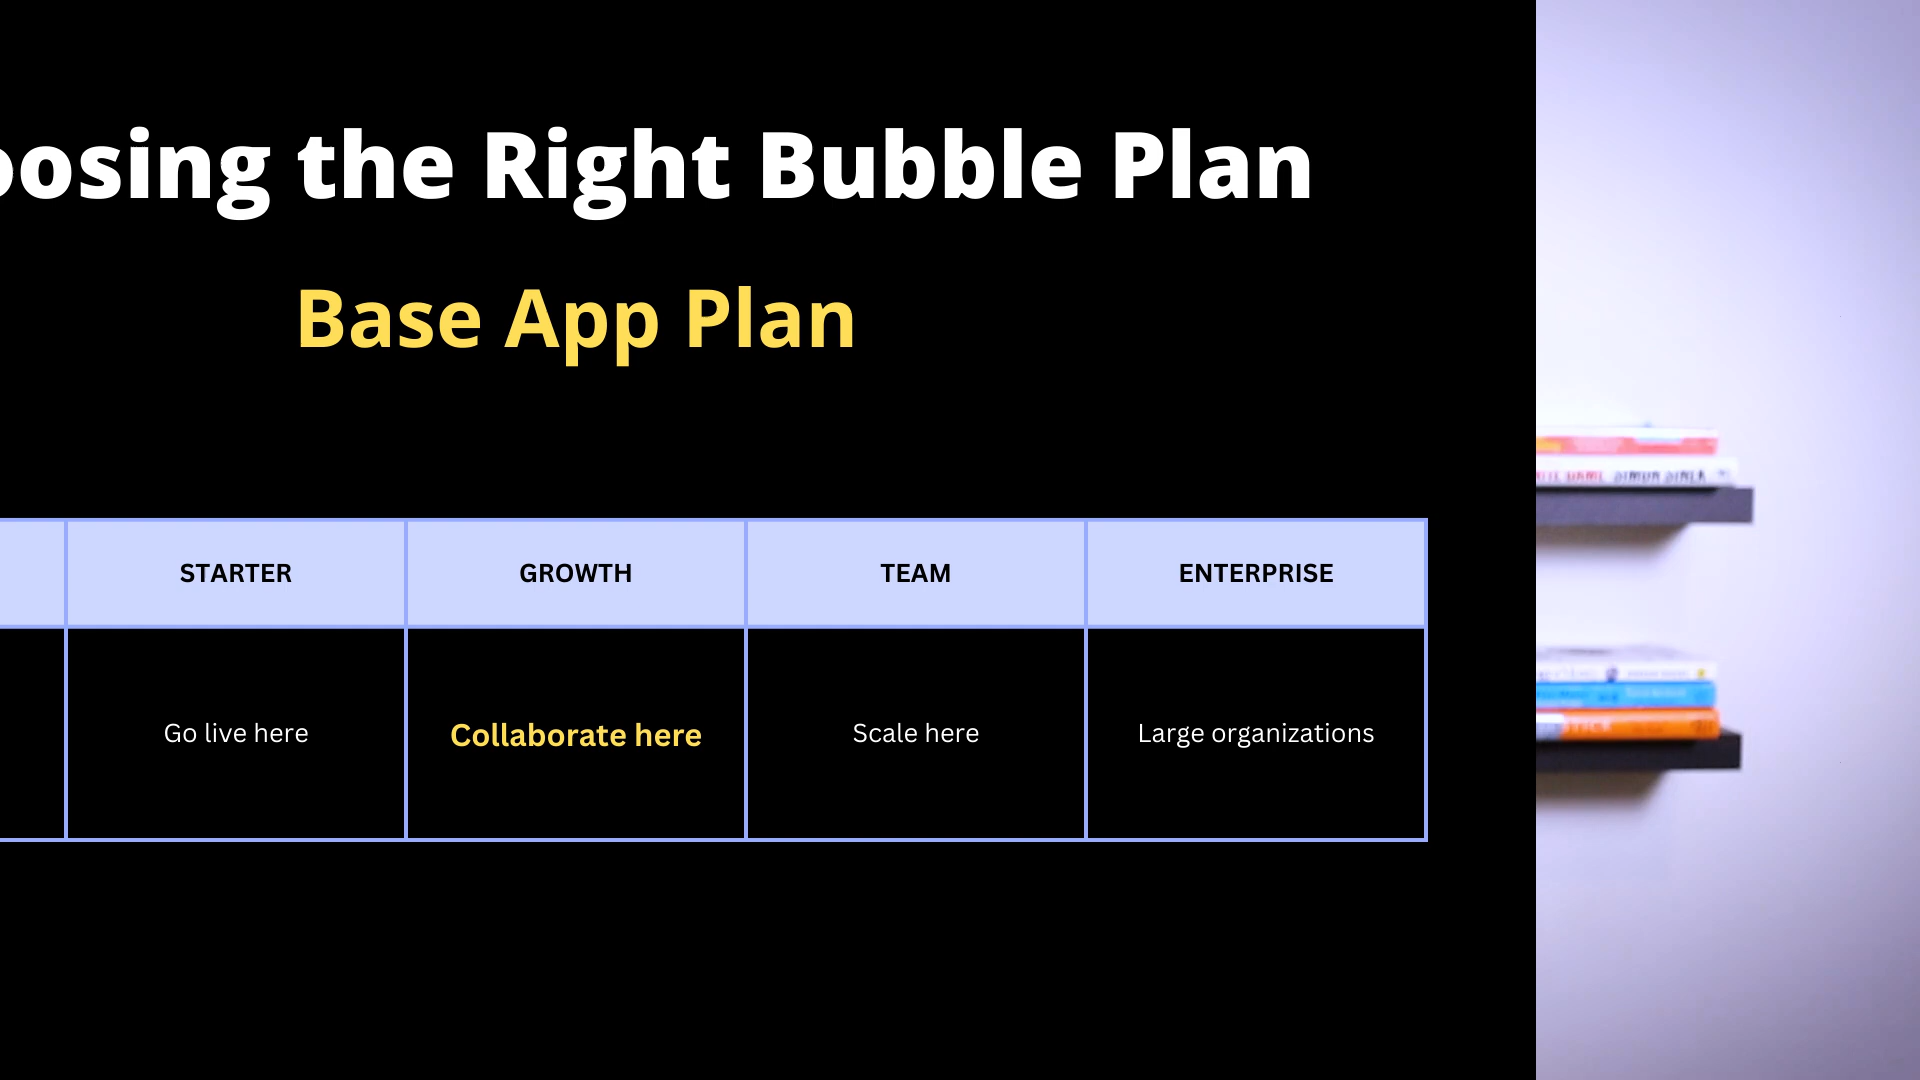 oosing the Right Bubble Plan
Base App Plan
STARTER GROWTH TEAM ENTERPRISE
Go live here Collaborate here Scale here Large organizations